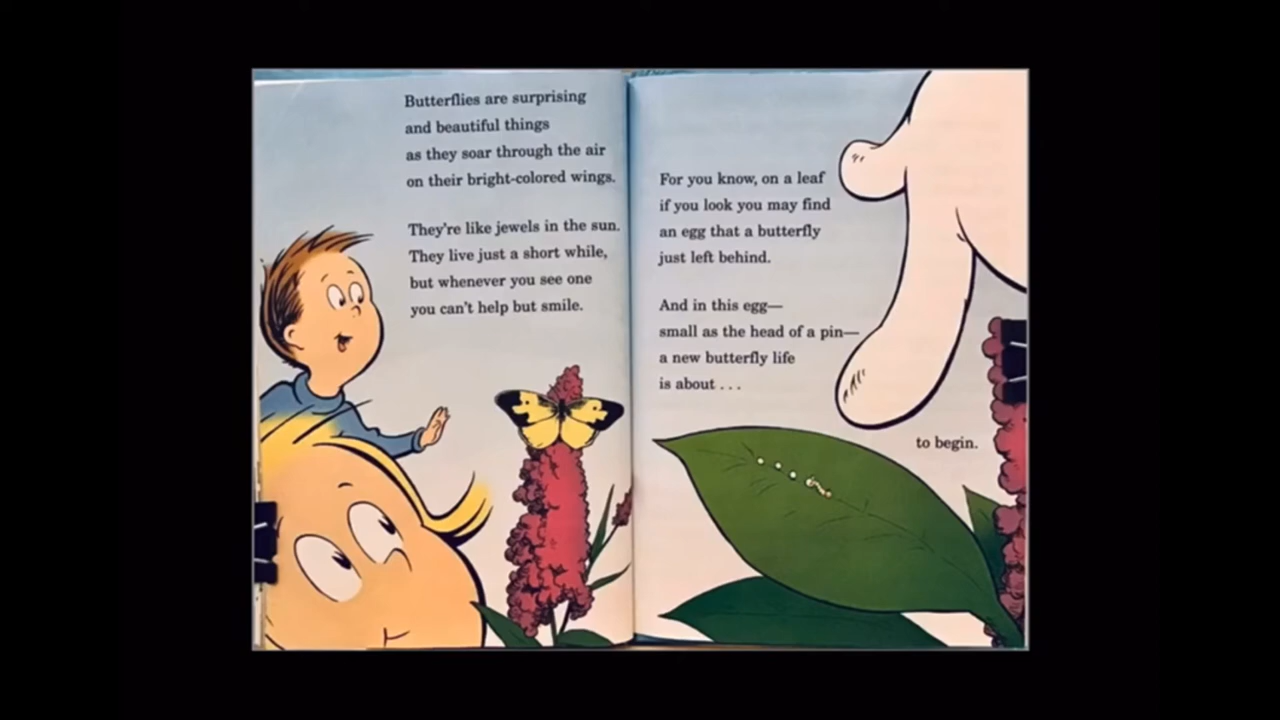 Butterflies are surprising
and beautiful things
as they soar through the air
on their bright-colored wings.
They're like jewels in the sun.
They live just a short while,
but whenever you see one
you can't help but smile.
For you know, on a leaf
if you look you may find
an egg that a butterfly
just left behind.
And in this egg—
small as the head of a pin—
a new butterfly life
is about . . .
to begin.